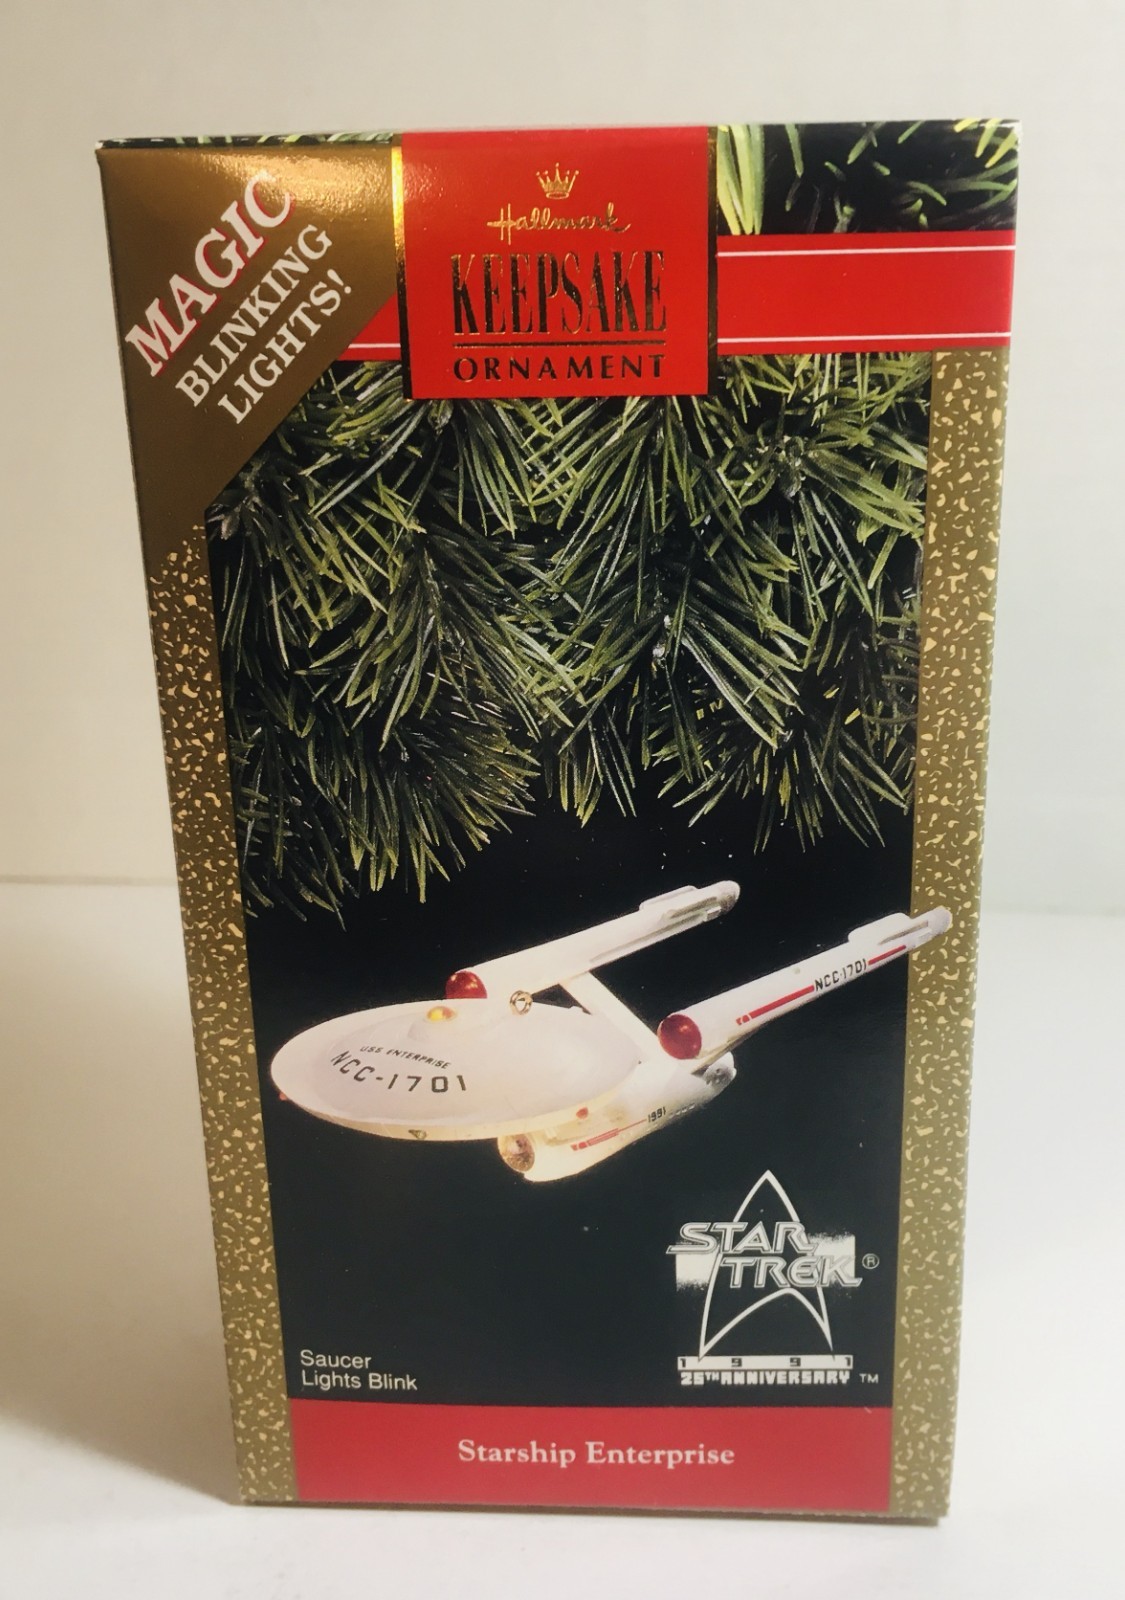 MAGIC
BLINKING
LIGHTS!
Hallmark
KEEPSAKE
ORNAMENT
NCC-1701
USS ENTERPRISE
NCC-1701
1991
STAR
TREK ®
1991
25TH ANNIVERSARY ™
Saucer
Lights Blink
Starship Enterprise